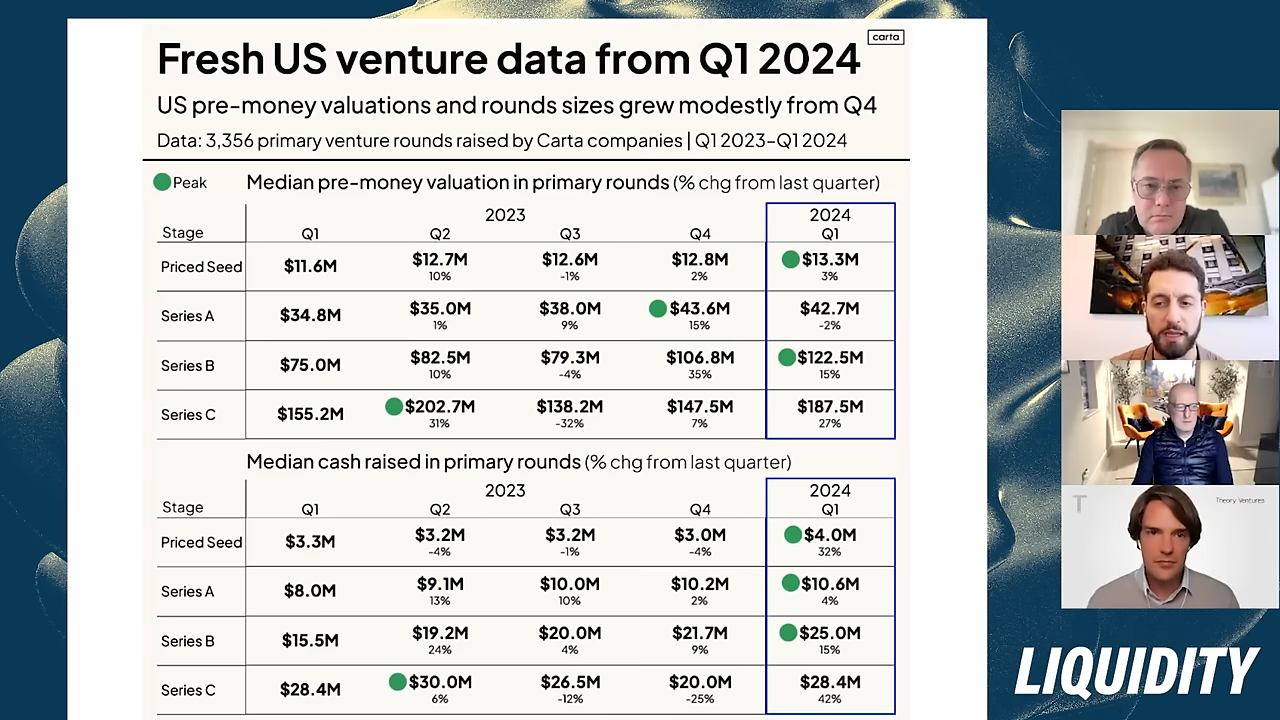 carta
Fresh US venture data from Q1 2024
US pre-money valuations and rounds sizes grew modestly from Q4
Data: 3,356 primary venture rounds raised by Carta companies | Q1 2023–Q1 2024
Peak
Median pre-money valuation in primary rounds (% chg from last quarter)
2023 2024
Stage Q1 Q2 Q3 Q4 Q1
Priced Seed $11.6M $12.7M $12.6M $12.8M $13.3M
10% -1% 2% 3%
Series A $34.8M $35.0M $38.0M $43.6M $42.7M
1% 9% 15% -2%
Series B $75.0M $82.5M $79.3M $106.8M $122.5M
10% -4% 35% 15%
Series C $155.2M $202.7M $138.2M $147.5M $187.5M
31% -32% 7% 27%
Median cash raised in primary rounds (% chg from last quarter)
2023 2024
Stage Q1 Q2 Q3 Q4 Q1
Priced Seed $3.3M $3.2M $3.2M $3.0M $4.0M
-4% -1% -4% 32%
Series A $8.0M $9.1M $10.0M $10.2M $10.6M
13% 10% 2% 4%
Series B $15.5M $19.2M $20.0M $21.7M $25.0M
24% 4% 9% 15%
Series C $28.4M $30.0M $26.5M $20.0M $28.4M
6% -12% -25% 42%
T Theory Ventures
LIQUIDITY